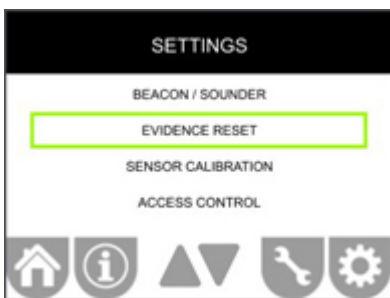 SETTINGS
BEACON / SOUNDER
EVIDENCE RESET
SENSOR CALIBRATION
ACCESS CONTROL